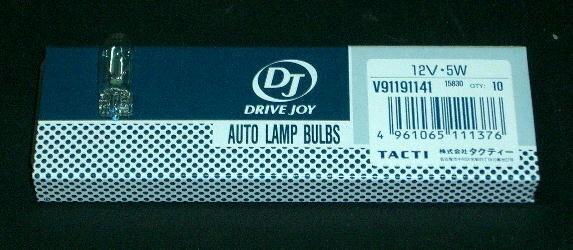 DJ
DRIVE JOY
AUTO LAMP BULBS
12V・5W
V91191141 15830 QTY: 10
4 961065 111376
TACTI 株式会社タクティー